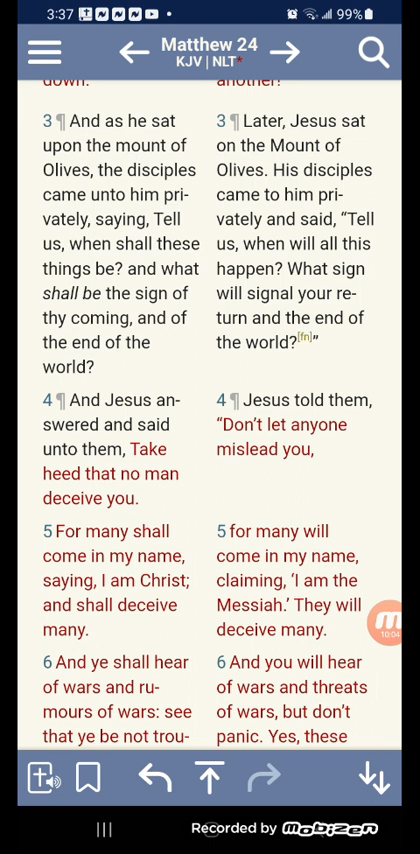 3:37 99%
Matthew 24
KJV | NLT*
down.
another!
3 ¶ And as he sat
upon the mount of
Olives, the disciples
came unto him pri-
vately, saying, Tell
us, when shall these
things be? and what
shall be the sign of
thy coming, and of
the end of the
world?
4 ¶ And Jesus an-
swered and said
unto them, Take
heed that no man
deceive you.
5 For many shall
come in my name,
saying, I am Christ;
and shall deceive
many.
6 And ye shall hear
of wars and ru-
mours of wars: see
that ye be not trou-
3 ¶ Later, Jesus sat
on the Mount of
Olives. His disciples
came to him pri-
vately and said, “Tell
us, when will all this
happen? What sign
will signal your re-
turn and the end of
the world?[fn]”
4 ¶ Jesus told them,
“Don’t let anyone
mislead you,
5 for many will
come in my name,
claiming, ‘I am the
Messiah.’ They will
deceive many.
6 And you will hear
of wars and threats
of wars, but don’t
panic. Yes, these
m
10:04
Recorded by mobizen